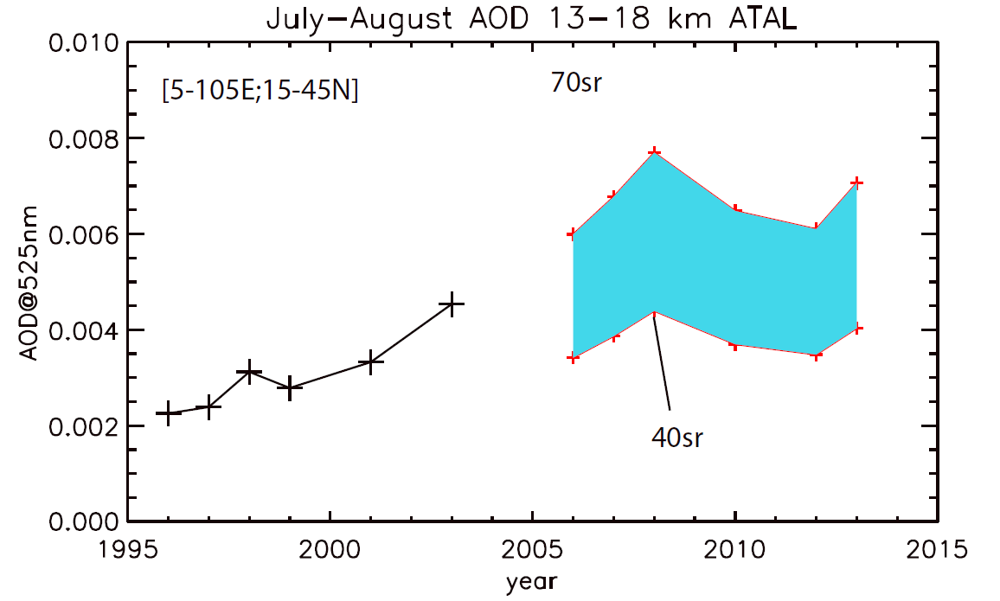 July-August AOD 13-18 km ATAL
0.010
[5-105E;15-45N]
70sr
0.008
0.006
AOD@525nm
0.004
0.002
40sr
0.000
1995 2000 2005 2010 2015
year